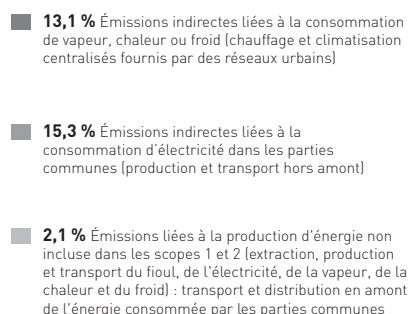 13,1 % Émissions indirectes liées à la consommation
de vapeur, chaleur ou froid (chauffage et climatisation
centralisés fournis par des réseaux urbains)
15,3 % Émissions indirectes liées à la
consommation d'électricité dans les parties
communes (production et transport hors amont)
2,1 % Émissions liées à la production d'énergie non
incluse dans les scopes 1 et 2 (extraction, production
et transport du fioul, de l'électricité, de la vapeur, de la
chaleur et du froid) : transport et distribution en amont
de l'énergie consommée par les parties communes